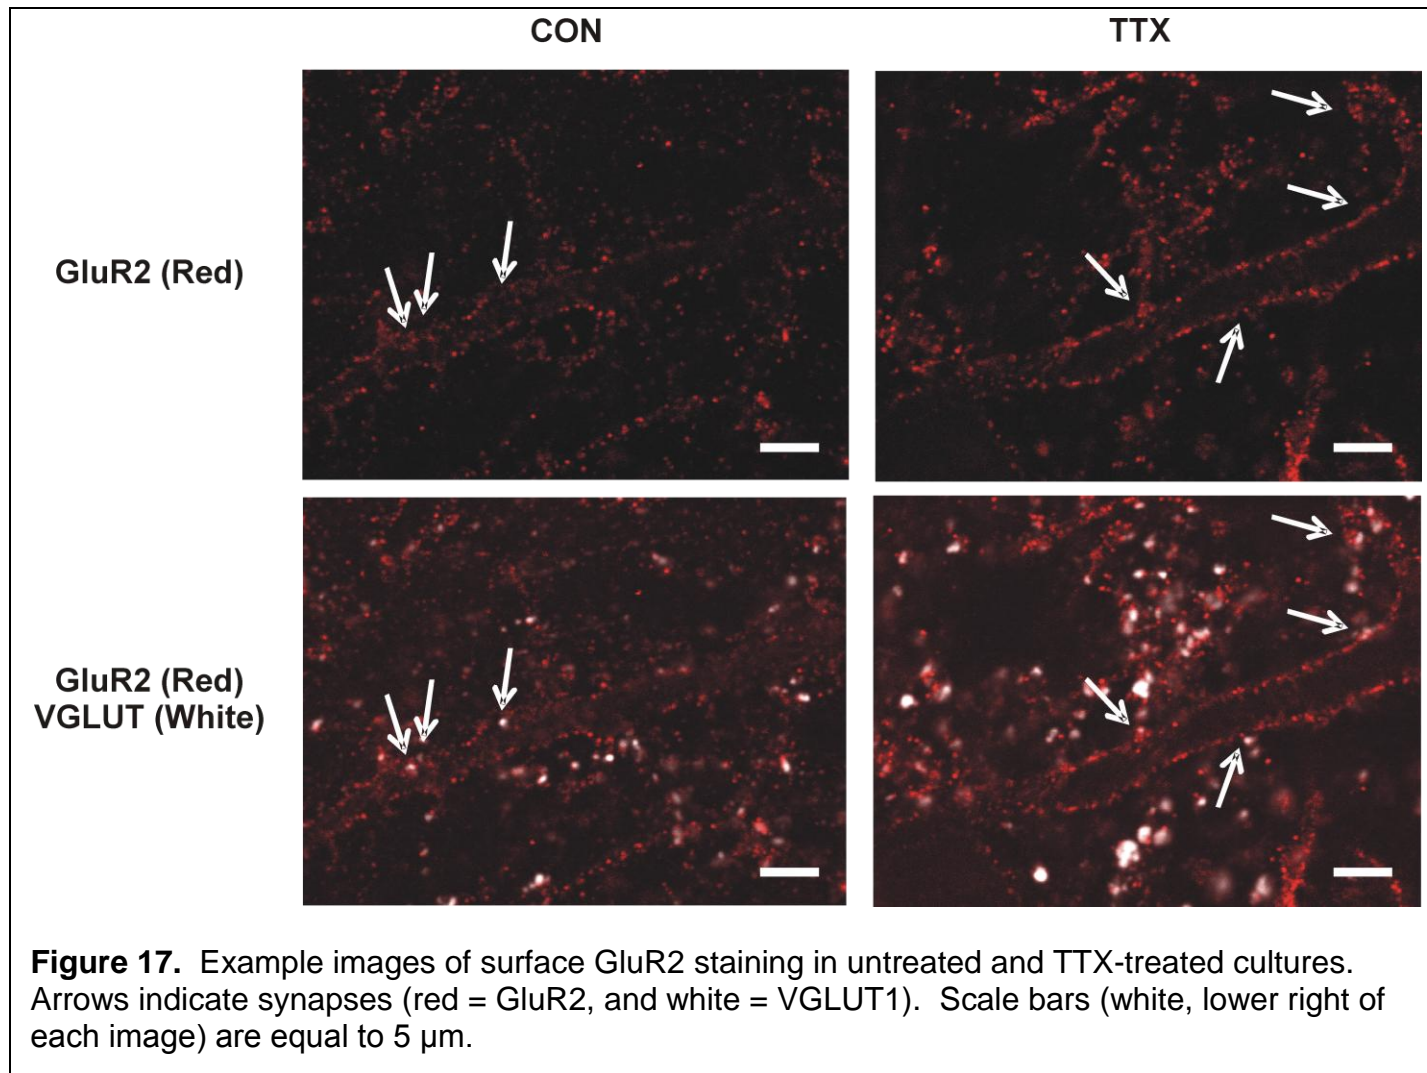 CON
TTX
GluR2 (Red)
GluR2 (Red)
VGLUT (White)
Figure 17. Example images of surface GluR2 staining in untreated and TTX-treated cultures.
Arrows indicate synapses (red = GluR2, and white = VGLUT1). Scale bars (white, lower right of
each image) are equal to 5 µm.